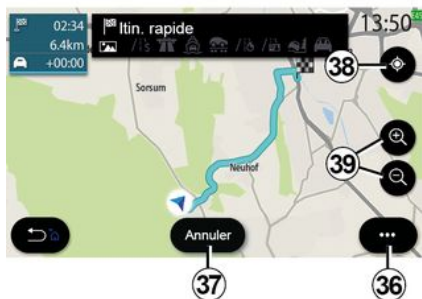 02:34
6.4km
+00:00
Itin. rapide
13:50
38
Sorsum
39
Neuhof
Annuler
37
36